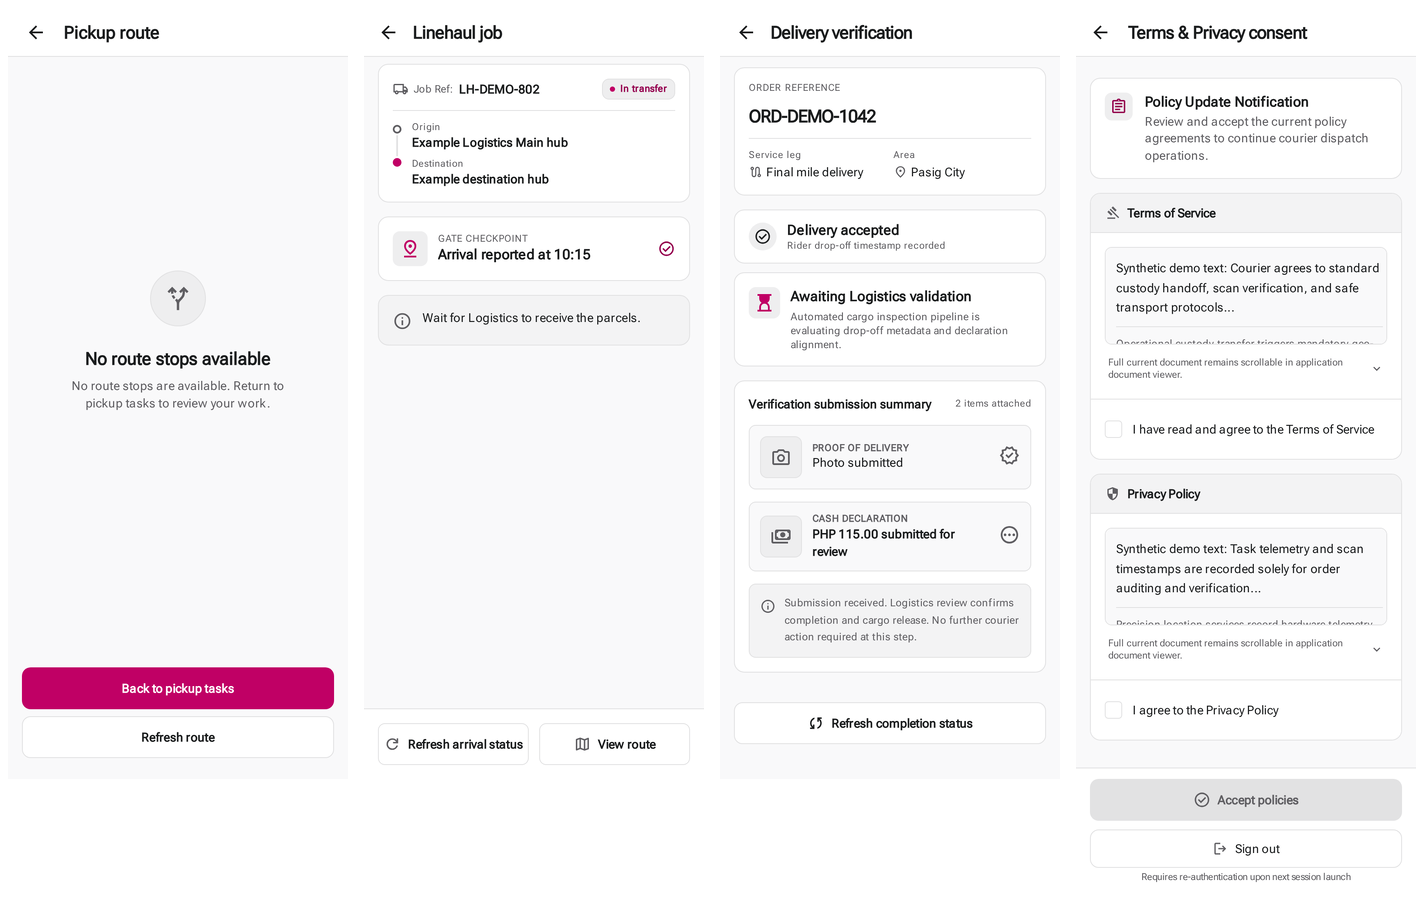 Pickup route
No route stops available
No route stops are available. Return to
pickup tasks to review your work.
Back to pickup tasks
Refresh route
Linehaul job
Job Ref: LH-DEMO-802
In transfer
Origin
Example Logistics Main hub
Destination
Example destination hub
GATE CHECKPOINT
Arrival reported at 10:15
Wait for Logistics to receive the parcels.
Refresh arrival status
View route
Delivery verification
ORDER REFERENCE
ORD-DEMO-1042
Service leg
Final mile delivery
Area
Pasig City
Delivery accepted
Rider drop-off timestamp recorded
Awaiting Logistics validation
Automated cargo inspection pipeline is
evaluating drop-off metadata and declaration
alignment.
Verification submission summary
2 items attached
PROOF OF DELIVERY
Photo submitted
CASH DECLARATION
PHP 115.00 submitted for
review
Submission received. Logistics review confirms
completion and cargo release. No further courier
action required at this step.
Refresh completion status
Terms & Privacy consent
Policy Update Notification
Review and accept the current policy
agreements to continue courier dispatch
operations.
Terms of Service
Synthetic demo text: Courier agrees to standard
custody handoff, scan verification, and safe
transport protocols...
Operational custody transfer triggers mandatory geo-
Full current document remains scrollable in application
document viewer.
I have read and agree to the Terms of Service
Privacy Policy
Synthetic demo text: Task telemetry and scan
timestamps are recorded solely for order
auditing and verification...
Precision location services record hardware telemetry
Full current document remains scrollable in application
document viewer.
I agree to the Privacy Policy
Accept policies
Sign out
Requires re-authentication upon next session launch